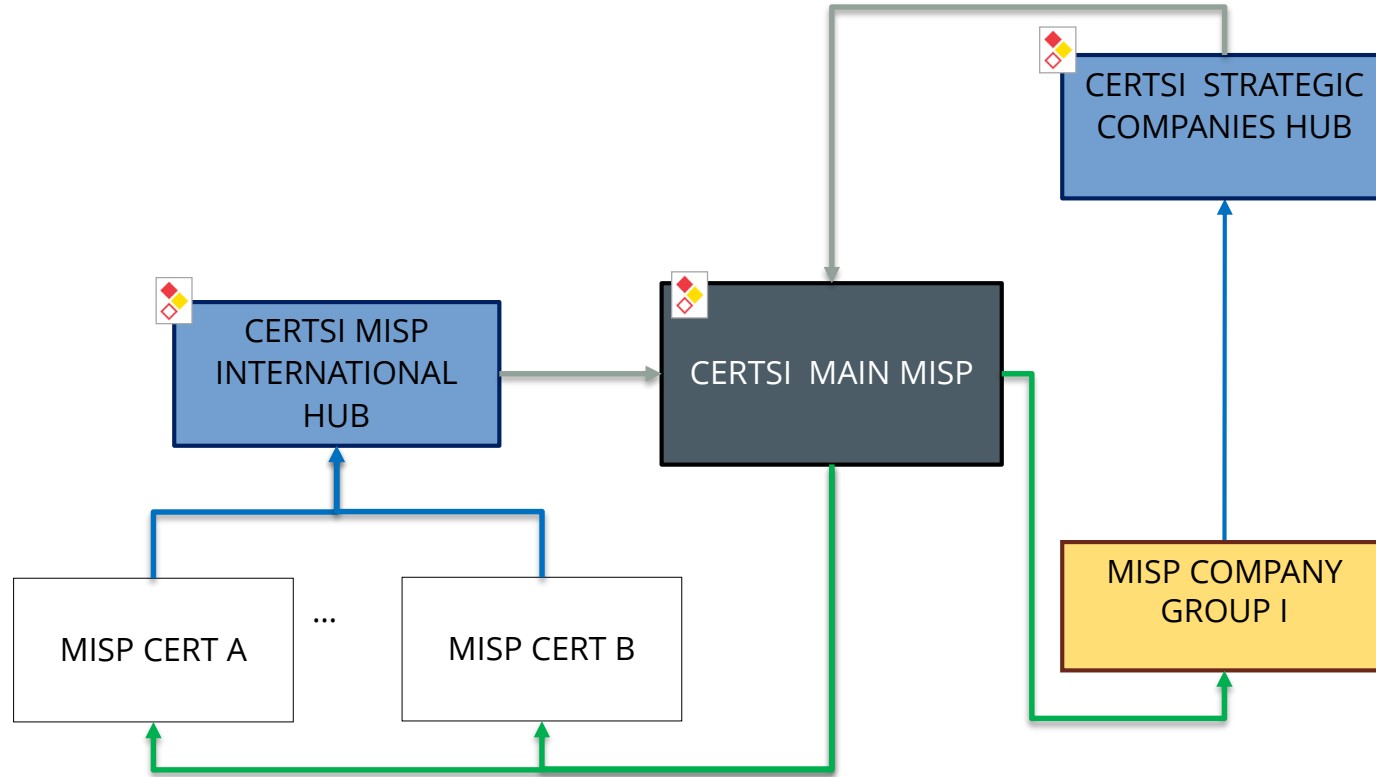 CERTSI  STRATEGIC
COMPANIES HUB
CERTSI MISP
INTERNATIONAL
HUB
CERTSI  MAIN MISP
MISP CERT A
...
MISP CERT B
MISP COMPANY
GROUP I